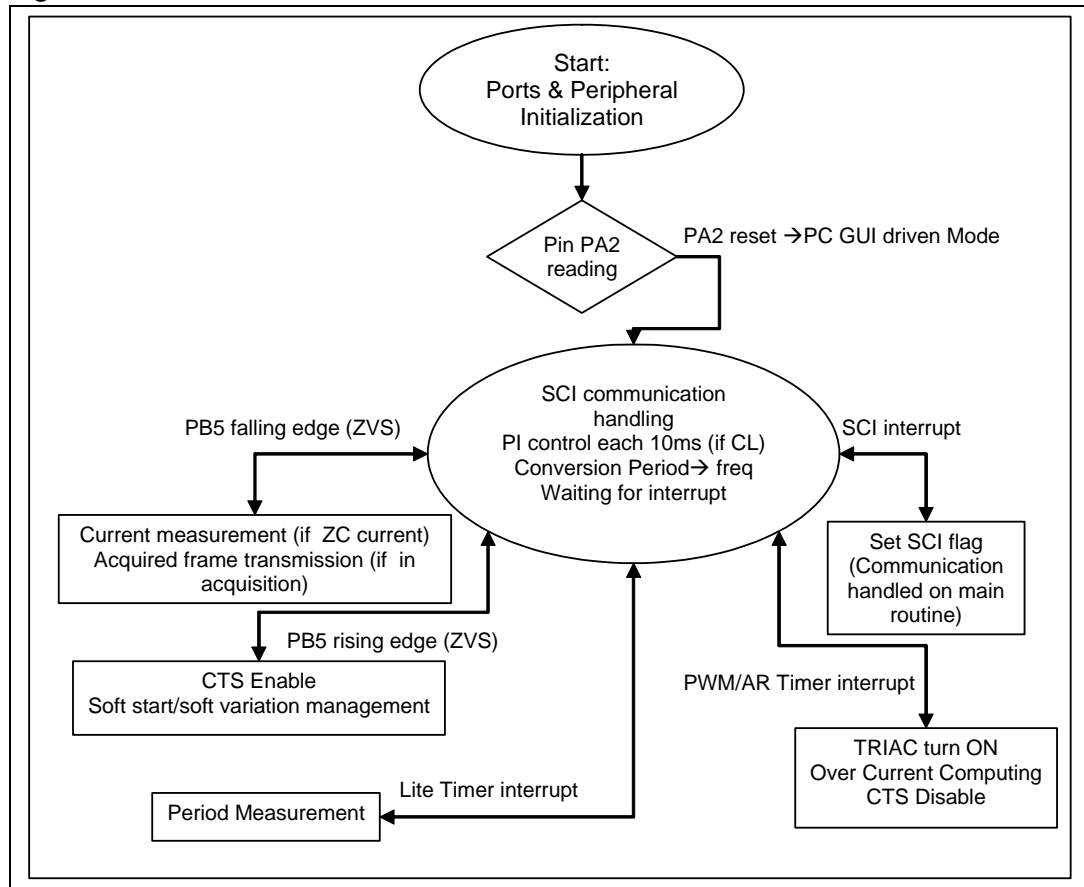 Start:
Ports & Peripheral
Initialization
Pin PA2
reading
PA2 reset →PC GUI driven Mode
SCI communication
handling
PI control each 10ms (if CL)
Conversion Period→ freq
Waiting for interrupt
PB5 falling edge (ZVS)
SCI interrupt
Current measurement (if ZC current)
Acquired frame transmission (if in
acquisition)
Set SCI flag
(Communication
handled on main
routine)
PB5 rising edge (ZVS)
CTS Enable
Soft start/soft variation management
PWM/AR Timer interrupt
TRIAC turn ON
Over Current Computing
CTS Disable
Lite Timer interrupt
Period Measurement